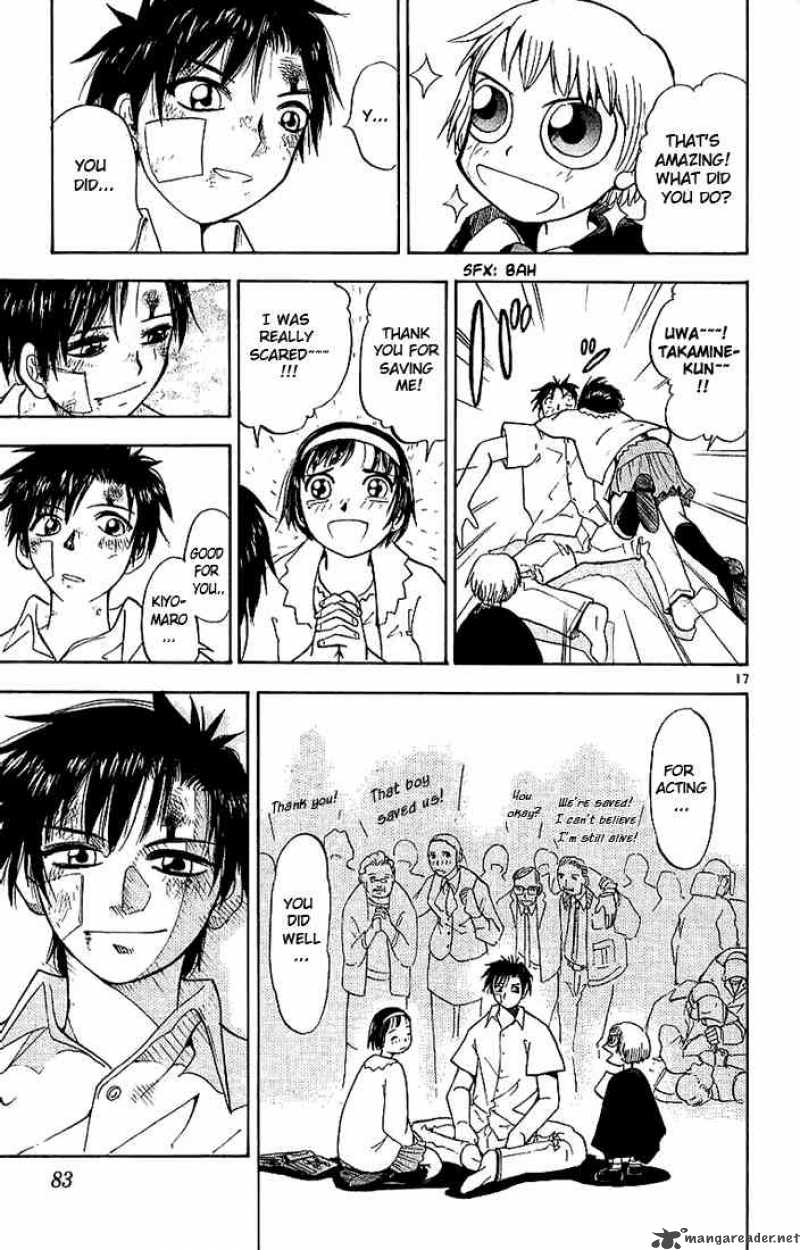 THAT'S
AMAZING!
WHAT DID
YOU DO?
Y...
YOU
DID...
SFX: BAH
UWA~~~!
TAKAMINE-
KUN~~
!!
THANK
YOU FOR
SAVING
ME!
I WAS
REALLY
SCARED~~~
!!!
GOOD
FOR
YOU..
KIYO-
MARO
...
17
FOR
ACTING
...
We're saved!
I can't believe
I'm still alive!
You
okay?
That boy
saved us!
Thank you!
YOU
DID
WELL
...
83
mangareader.net